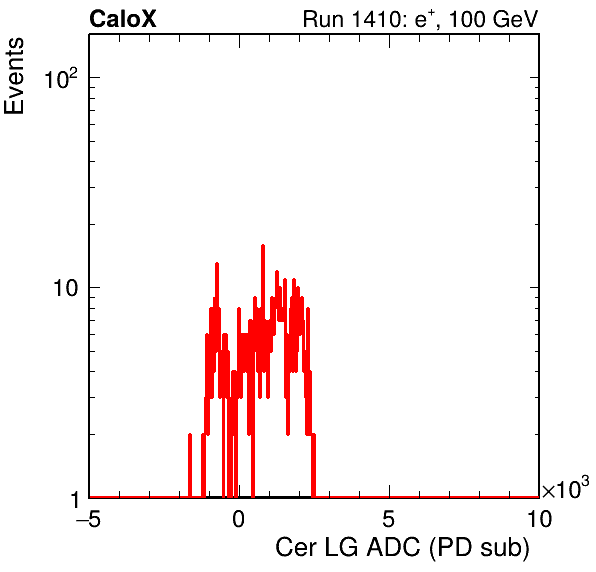 CaloX
Run 1410: e⁺, 100 GeV
Events
10²
10
1
−5
0
5
10
×10³
Cer LG ADC (PD sub)